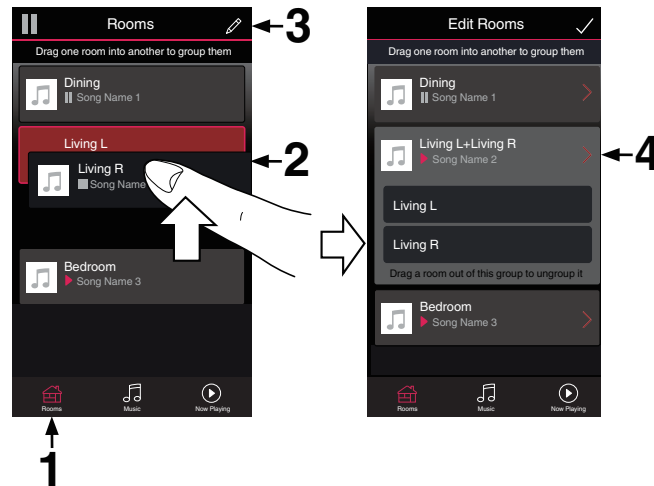 Rooms
3
Drag one room into another to group them
Dining
Song Name 1
Living L
2
Living R
Song Name
Bedroom
Song Name 3
Rooms
Music
Now Playing
1
Edit Rooms
Drag one room into another to group them
Dining
Song Name 1
Living L+Living R
4
Song Name 2
Living L
Living R
Drag a room out of this group to ungroup it
Bedroom
Song Name 3
Rooms
Music
Now Playing